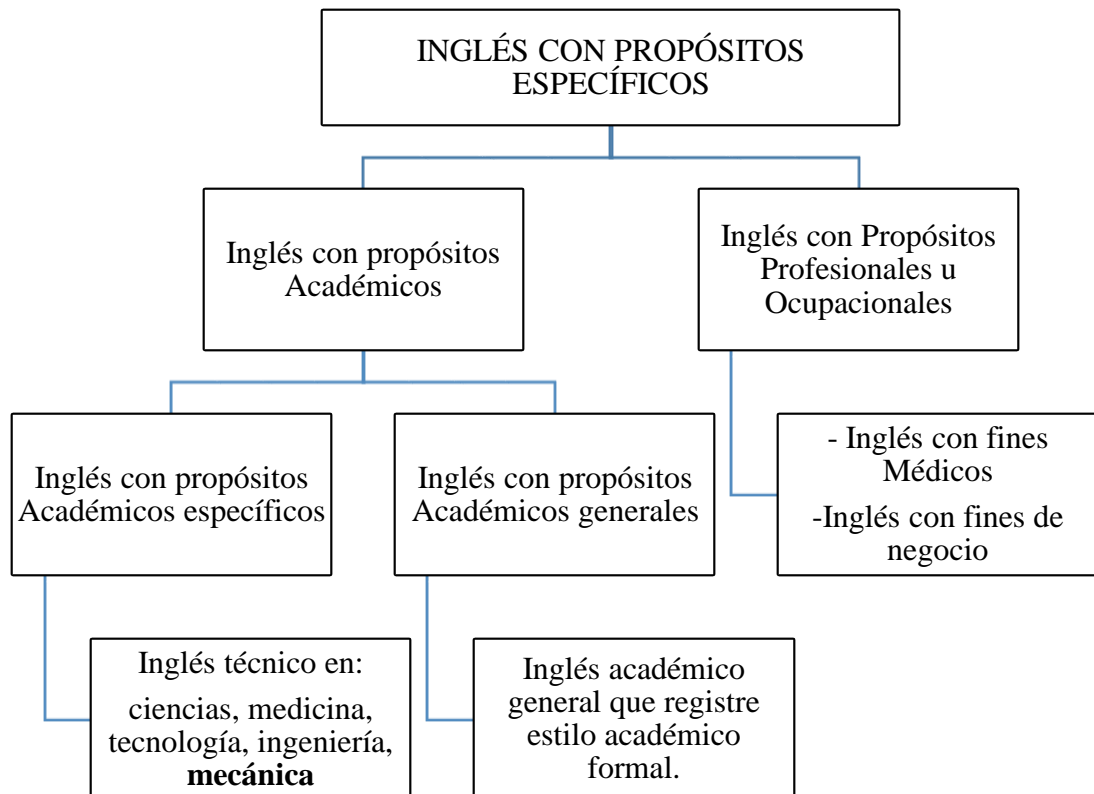 INGLÉS CON PROPÓSITOS
ESPECÍFICOS
Inglés con propósitos
Académicos
Inglés con Propósitos
Profesionales u
Ocupacionales
Inglés con propósitos
Académicos específicos
Inglés con propósitos
Académicos generales
- Inglés con fines
Médicos
-Inglés con fines de
negocio
Inglés técnico en:
ciencias, medicina,
tecnología, ingeniería,
mecánica
Inglés académico
general que registre
estilo académico
formal.